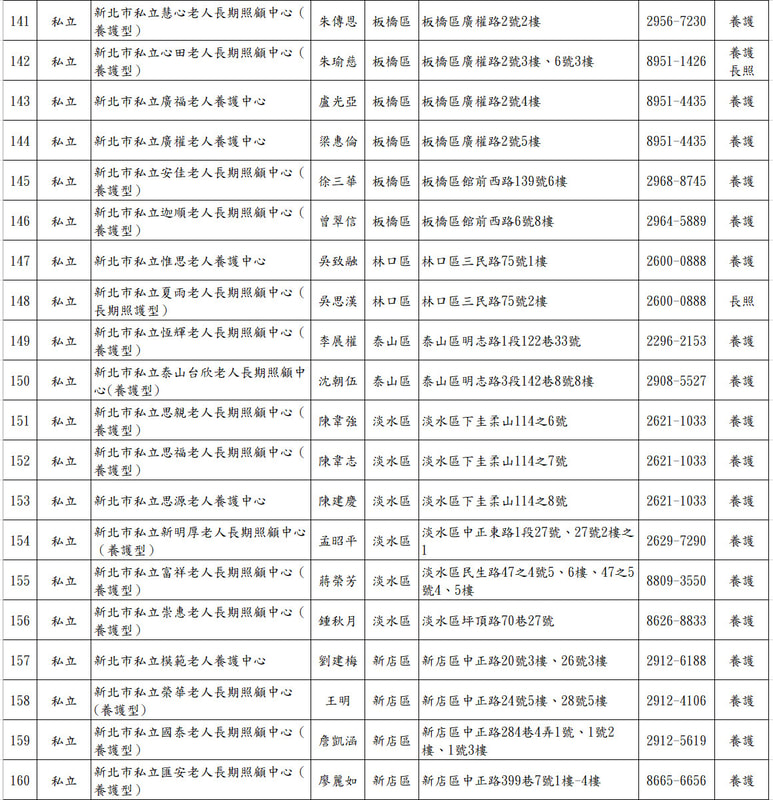 141 私立 新北市私立慧心老人長期照顧中心（養護型） 朱傳恩 板橋區 板橋區廣權路2號2樓 2956-7230 養護
142 私立 新北市私立心田老人長期照顧中心（養護型） 朱瑜慈 板橋區 板橋區廣權路2號3樓、6號3樓 8951-1426 養護 長照
143 私立 新北市私立廣福老人養護中心 盧光亞 板橋區 板橋區廣權路2號4樓 8951-4435 養護
144 私立 新北市私立廣權老人養護中心 梁惠倫 板橋區 板橋區廣權路2號5樓 8951-4435 養護
145 私立 新北市私立安佳老人長期照顧中心（養護型） 徐三華 板橋區 板橋區館前西路139號6樓 2968-8745 養護
146 私立 新北市私立迦順老人長期照顧中心（養護型） 曾翠信 板橋區 板橋區館前西路6號8樓 2964-5889 養護
147 私立 新北市私立惟思老人養護中心 吳致融 林口區 林口區三民路75號1樓 2600-0888 養護
148 私立 新北市私立夏雨老人長期照顧中心（長期照護型） 吳思漢 林口區 林口區三民路75號2樓 2600-0888 長照
149 私立 新北市私立恆輝老人長期照顧中心（養護型） 李展權 泰山區 泰山區明志路1段122巷33號 2296-2153 養護
150 私立 新北市私立泰山台欣老人長期照顧中心(養護型) 沈朝伍 泰山區 泰山區明志路3段142巷8號8樓 2908-5527 養護
151 私立 新北市私立思親老人長期照顧中心（養護型） 陳韋強 淡水區 淡水區下圭柔山114之6號 2621-1033 養護
152 私立 新北市私立思福老人長期照顧中心（養護型） 陳韋志 淡水區 淡水區下圭柔山114之7號 2621-1033 養護
153 私立 新北市私立思源老人養護中心 陳建慶 淡水區 淡水區下圭柔山114之8號 2621-1033 養護
154 私立 新北市私立新明厚老人長期照顧中心（養護型） 孟昭平 淡水區 淡水區中正東路1段27號、27號2樓之1 2629-7290 養護
155 私立 新北市私立富祥老人長期照顧中心（養護型） 蔣榮芳 淡水區 淡水區民生路47之4號5、6樓、47之5號4、5樓 8809-3550 養護
156 私立 新北市私立崇惠老人長期照顧中心（養護型） 鍾秋月 淡水區 淡水區坪頂路70巷27號 8626-8833 養護
157 私立 新北市私立模範老人養護中心 劉建梅 新店區 新店區中正路20號3樓、26號3樓 2912-6188 養護
158 私立 新北市私立榮華老人長期照顧中心(養護型) 王明 新店區 新店區中正路24號5樓、28號5樓 2912-4106 養護
159 私立 新北市私立國泰老人長期照顧中心（養護型） 詹凱涵 新店區 新店區中正路284巷4弄1號、1號2樓、1號3樓 2912-5619 養護
160 私立 新北市私立匯安老人長期照顧中心（養護型） 廖麗如 新店區 新店區中正路399巷7號1樓-4樓 8665-6656 養護